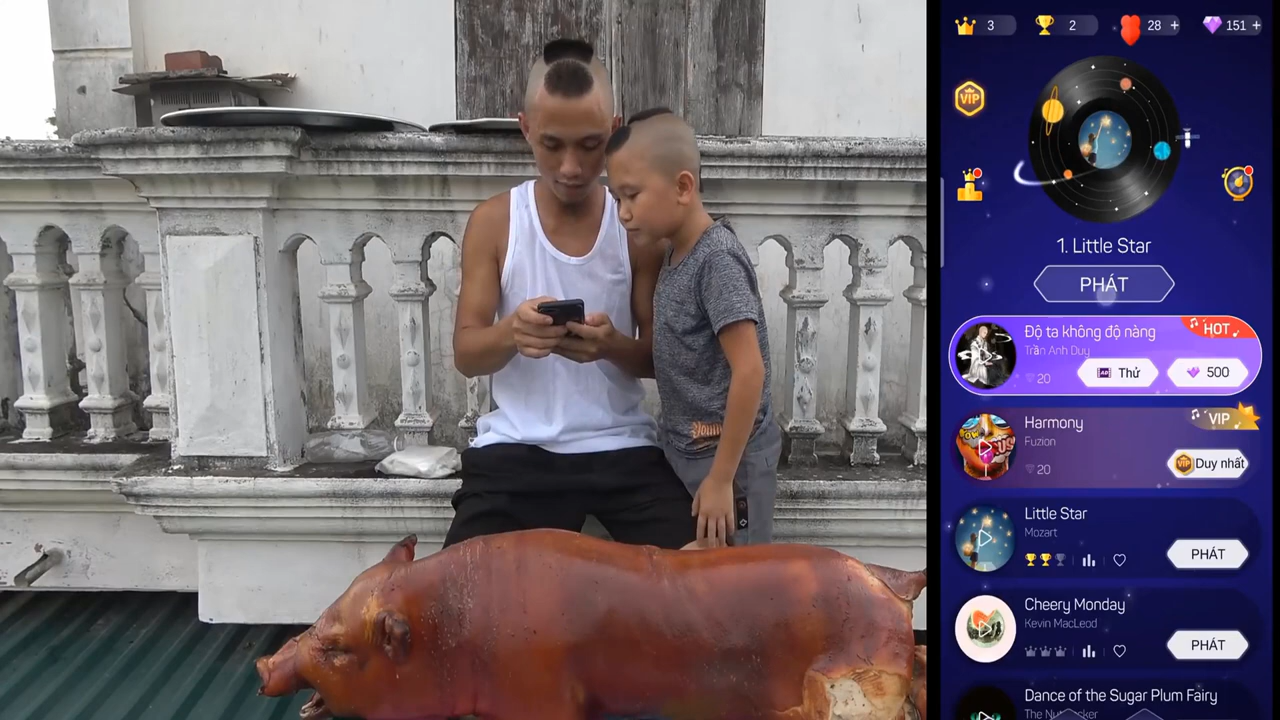 3
2
28 +
151 +
VIP
1. Little Star
PHÁT
Độ ta không độ nàng
HOT
Trần Anh Duy
20
AD Thử
500
Harmony
VIP
Fuzion
20
VIP Duy nhất
Little Star
Mozart
PHÁT
Cheery Monday
Kevin MacLeod
PHÁT
Dance of the Sugar Plum Fairy